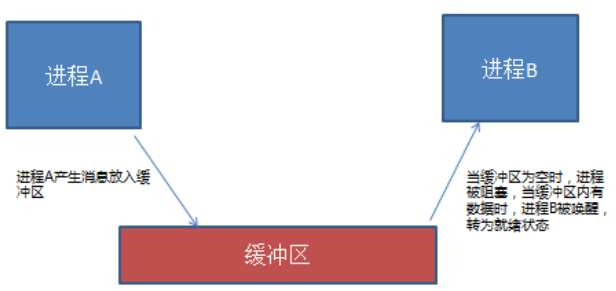 进程A
进程B
进程A产生消息放入缓
冲区
当缓冲区为空时，进程
被阻塞，当缓冲区内有
数据时，进程B被唤醒，
转为就绪状态
缓冲区